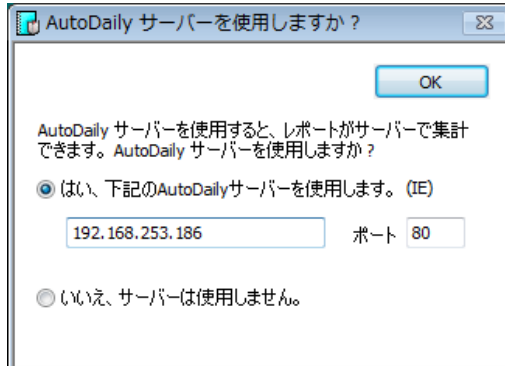 AutoDaily サーバーを使用しますか？
OK
AutoDaily サーバーを使用すると、レポートがサーバーで集計
できます。AutoDaily サーバーを使用しますか？
はい、下記のAutoDailyサーバーを使用します。(IE)
192.168.253.186 ポート 80
いいえ、サーバーは使用しません。